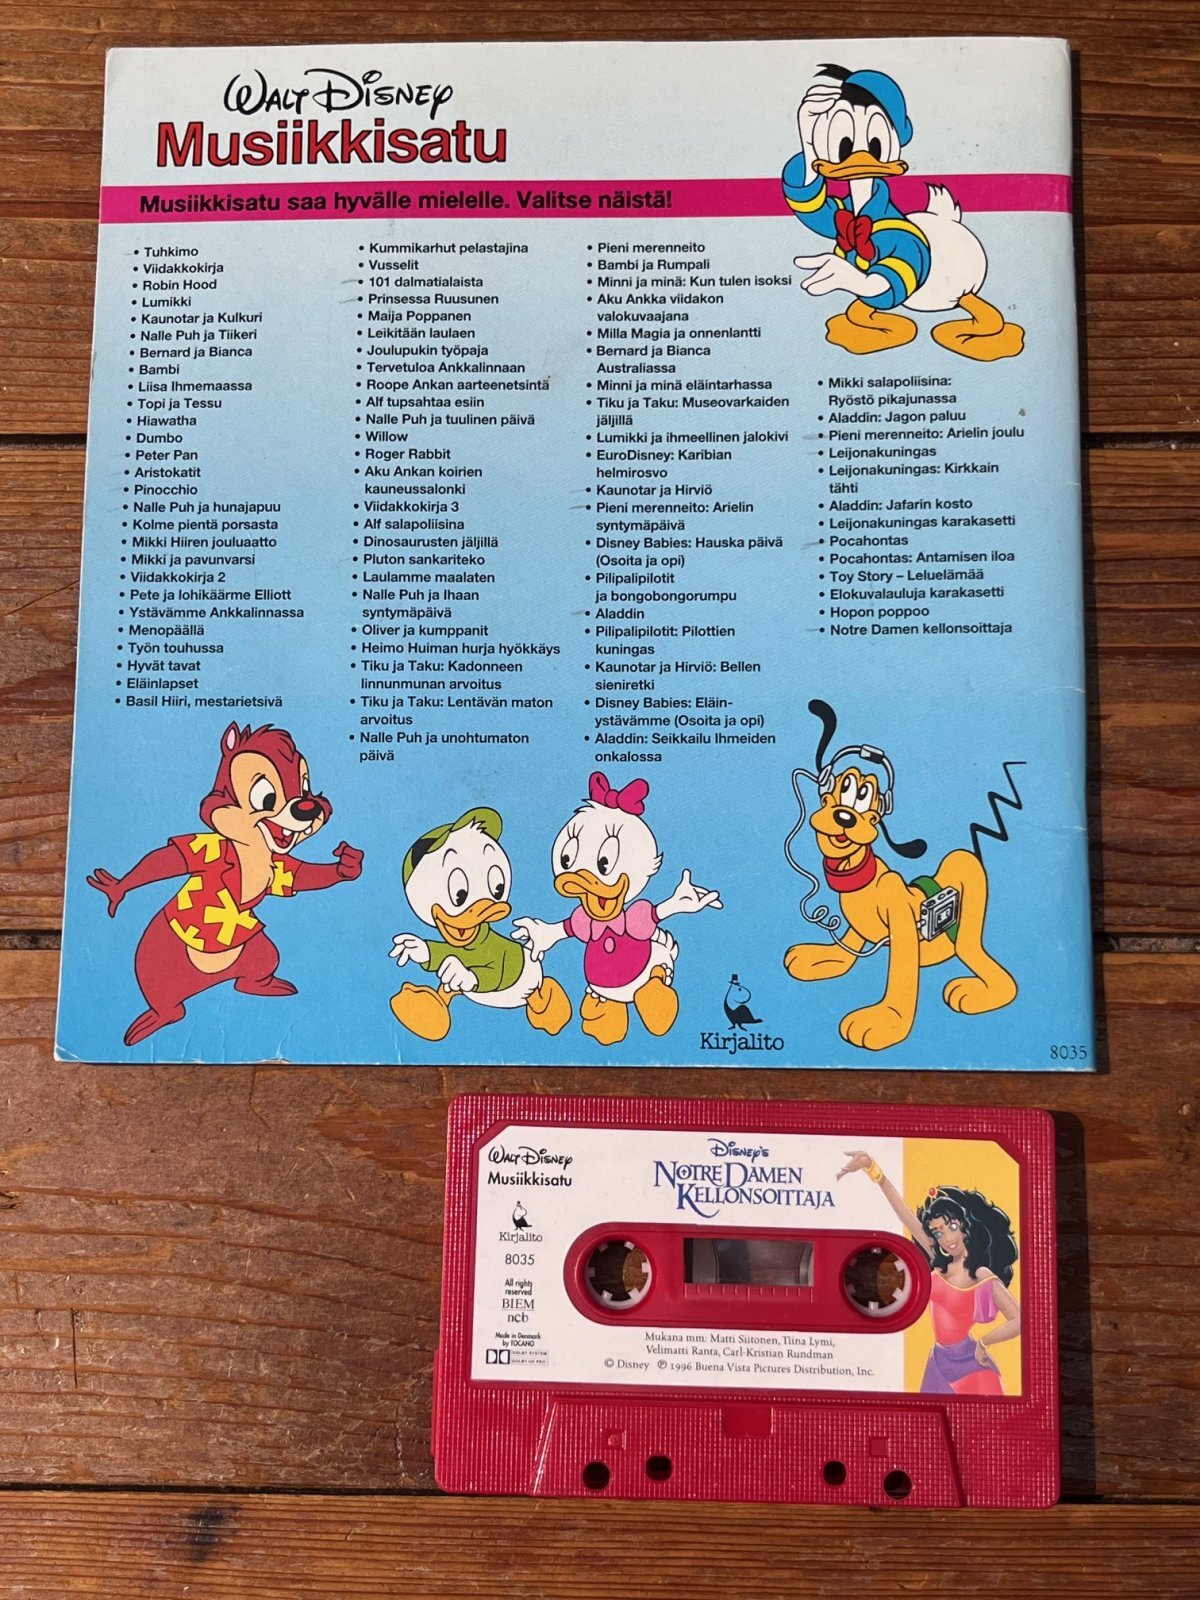 WALT DISNEY
Musiikkisatu
Musiikkisatu saa hyvälle mielelle. Valitse näistä!
• Tuhkimo
• Viidakkokirja
• Robin Hood
• Lumikki
• Kaunotar ja Kulkuri
• Nalle Puh ja Tiikeri
• Bernard ja Bianca
• Bambi
• Liisa Ihmemaassa
• Topi ja Tessu
• Hiawatha
• Dumbo
• Peter Pan
• Aristokatit
• Pinocchio
• Nalle Puh ja hunajapuu
• Kolme pientä porsasta
• Mikki Hiiren jouluaatto
• Mikki ja pavunvarsi
• Viidakkokirja 2
• Pete ja lohikäärme Elliott
• Ystävämme Ankkalinnassa
• Menopäällä
• Työn touhussa
• Hyvät tavat
• Eläinlapset
• Basil Hiiri, mestarietsivä
• Kummikarhut pelastajina
• Vusselit
• 101 dalmatialaista
• Prinsessa Ruusunen
• Maija Poppanen
• Leikitään laulaen
• Joulupukin työpaja
• Tervetuloa Ankkalinnaan
• Roope Ankan aarteenetsintä
• Alf tupsahtaa esiin
• Nalle Puh ja tuulinen päivä
• Willow
• Roger Rabbit
• Aku Ankan koirien
kauneussalonki
• Viidakkokirja 3
• Alf salapoliisina
• Dinosaurusten jäljillä
• Pluton sankariteko
• Laulamme maalaten
• Nalle Puh ja Ihaan
syntymäpäivä
• Oliver ja kumppanit
• Heimo Huiman hurja hyökkäys
• Tiku ja Taku: Kadonneen
linnunmunan arvoitus
• Tiku ja Taku: Lentävän maton
arvoitus
• Nalle Puh ja unohtumaton
päivä
• Pieni merenneito
• Bambi ja Rumpali
• Minni ja minä: Kun tulen isoksi
• Aku Ankka viidakon
valokuvaajana
• Milla Magia ja onnenlantti
• Bernard ja Bianca
Australiassa
• Minni ja minä eläintarhassa
• Tiku ja Taku: Museovarkaiden
jäljillä
• Lumikki ja ihmeellinen jalokivi
• EuroDisney: Karibian
helmirosvo
• Kaunotar ja Hirviö
• Pieni merenneito: Arielin
syntymäpäivä
• Disney Babies: Hauska päivä
(Osoita ja opi)
• Pilipalipilotit
ja bongobongorumpu
• Aladdin
• Pilipalipilotit: Pilottien
kuningas
• Kaunotar ja Hirviö: Bellen
sieniretki
• Disney Babies: Eläin-
ystävämme (Osoita ja opi)
• Aladdin: Seikkailu Ihmeiden
onkalossa
• Mikki salapoliisina:
Ryöstö pikajunassa
• Aladdin: Jagon paluu
• Pieni merenneito: Arielin joulu
• Leijonakuningas
• Leijonakuningas: Kirkkain
tähti
• Aladdin: Jafarin kosto
• Leijonakuningas karakasetti
• Pocahontas
• Pocahontas: Antamisen iloa
• Toy Story – Leluelämää
• Elokuvalauluja karakasetti
• Hopon poppoo
• Notre Damen kellonsoittaja
Kirjalito
8035
WALT DISNEY
Musiikkisatu
Kirjalito
8035
All rights
reserved
BIEM
ncb
Made in Denmark
by TOCANO
DOLBY SYSTEM
DOLBY HX PRO
DISNEY'S
NOTRE DAMEN
KELLONSOITTAJA
Mukana mm: Matti Siitonen, Tiina Lymi,
Velimatti Ranta, Carl-Kristian Rundman
© Disney ℗ 1996 Buena Vista Pictures Distribution, Inc.